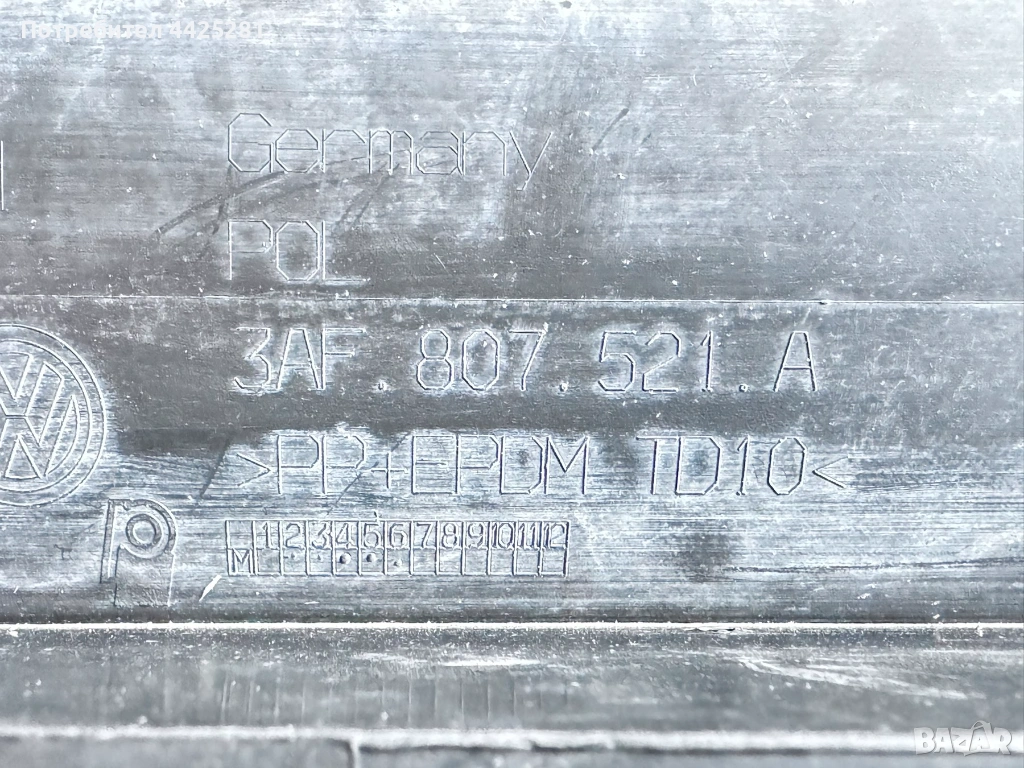 Потребител 4425281
Germany
POL
3AF.807.521.A
>PP+EPDM TD10<
M 1 2 3 4 5 6 7 8 9 10 11 12
BAZAR